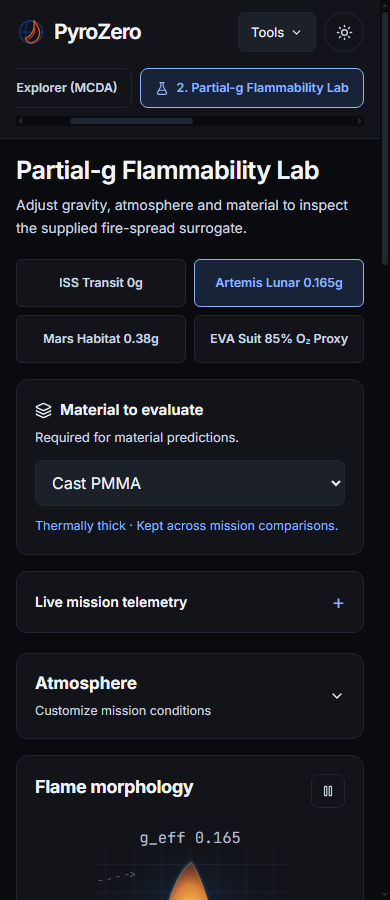 PyroZero
Tools
Explorer (MCDA)
2. Partial-g Flammability Lab
Partial-g Flammability Lab
Adjust gravity, atmosphere and material to inspect
the supplied fire-spread surrogate.
ISS Transit 0g
Artemis Lunar 0.165g
Mars Habitat 0.38g
EVA Suit 85% O₂ Proxy
Material to evaluate
Required for material predictions.
Cast PMMA
Thermally thick · Kept across mission comparisons.
Live mission telemetry
+
Atmosphere
Customize mission conditions
Flame morphology
g_eff 0.165